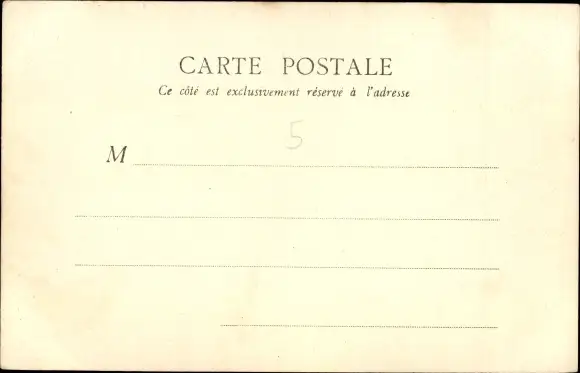 CARTE POSTALE
Ce côté est exclusivement réservé à l'adresse
5
M